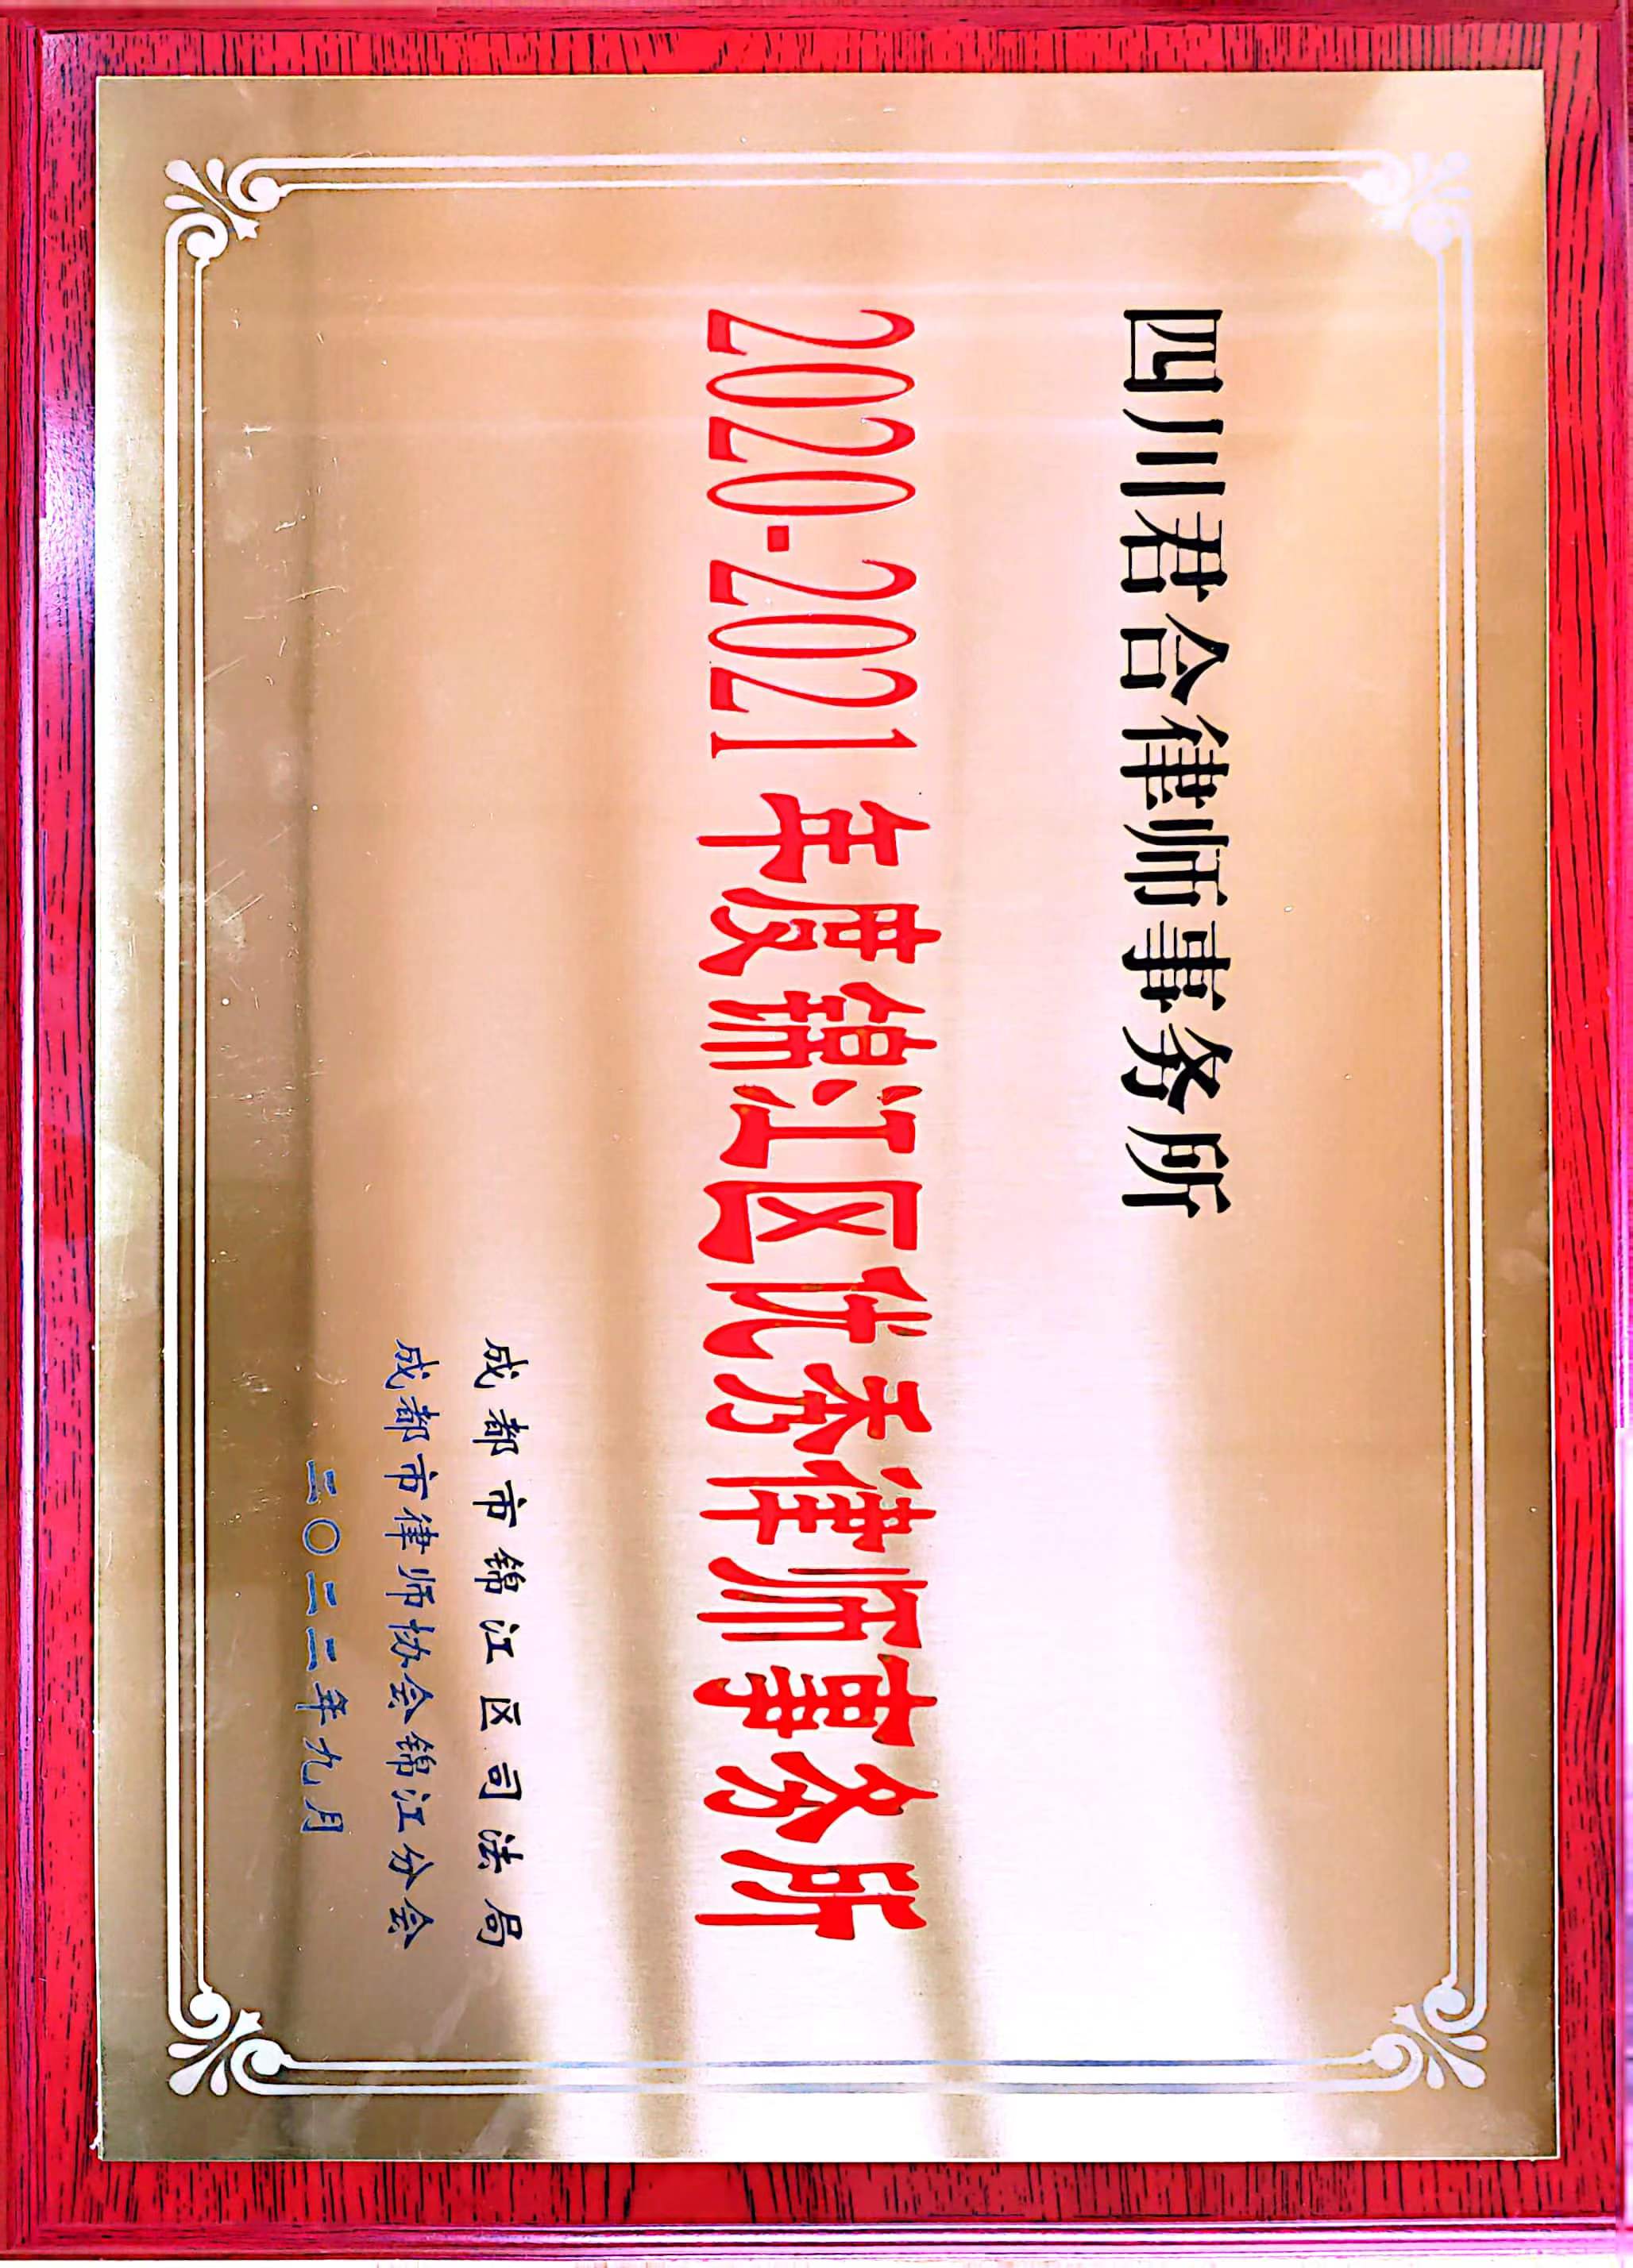 四川君合律师事务所
2020-2021年度锦江区优秀律师事务所
成都市锦江区司法局
成都市律师协会锦江分会
二〇二二年九月